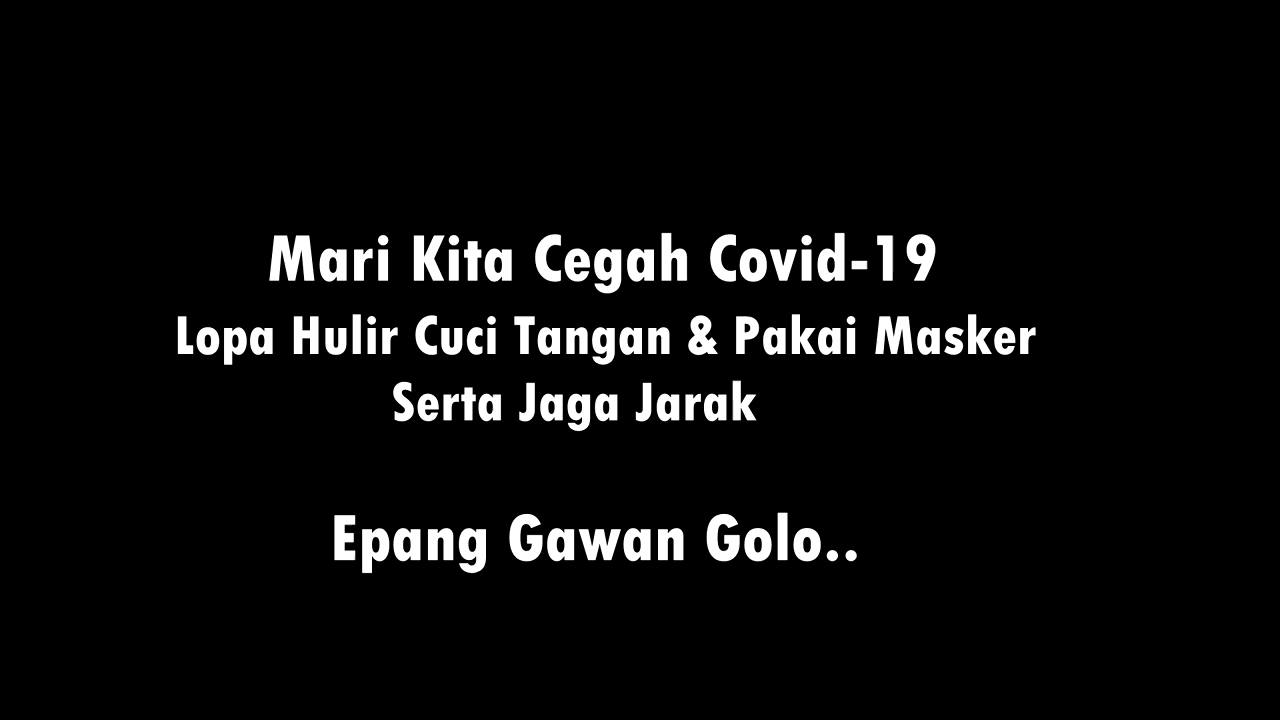 Mari Kita Cegah Covid-19
Lopa Hulir Cuci Tangan & Pakai Masker
Serta Jaga Jarak
Epang Gawan Golo..